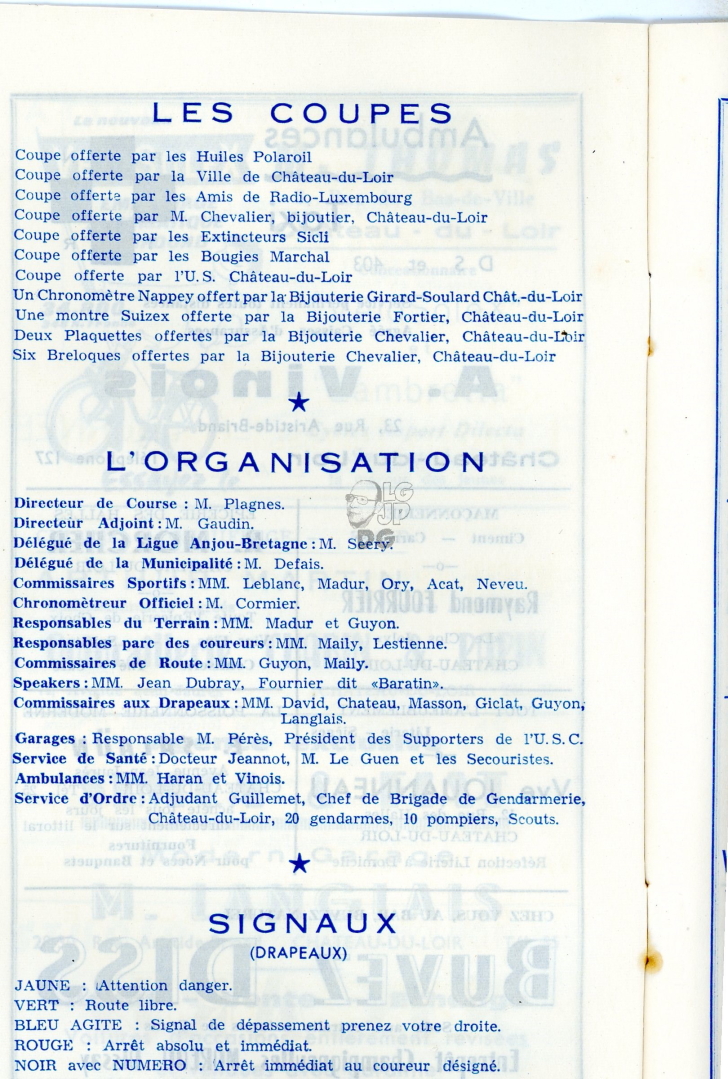 LES COUPES
Coupe offerte par les Huiles Polaroil
Coupe offerte par la Ville de Château-du-Loir
Coupe offerte par les Amis de Radio-Luxembourg
Coupe offerte par M. Chevalier, bijoutier, Château-du-Loir
Coupe offerte par les Extincteurs Sicli
Coupe offerte par les Bougies Marchal
Coupe offerte par l'U.S. Château-du-Loir
Un Chronomètre Nappey offert par la Bijouterie Girard-Soulard Chât.-du-Loir
Une montre Suizex offerte par la Bijouterie Fortier, Château-du-Loir
Deux Plaquettes offertes par la Bijouterie Chevalier, Château-du-Loir
Six Breloques offertes par la Bijouterie Chevalier, Château-du-Loir
L'ORGANISATION
Directeur de Course : M. Plagnes.
Directeur Adjoint : M. Gaudin.
Délégué de la Ligue Anjou-Bretagne : M. Seery.
Délégué de la Municipalité : M. Defais.
Commissaires Sportifs : MM. Leblanc, Madur, Ory, Acat, Neveu.
Chronomètreur Officiel : M. Cormier.
Responsables du Terrain : MM. Madur et Guyon.
Responsables parc des coureurs : MM. Maily, Lestienne.
Commissaires de Route : MM. Guyon, Maily.
Speakers : MM. Jean Dubray, Fournier dit «Baratin».
Commissaires aux Drapeaux : MM. David, Chateau, Masson, Giclat, Guyon,
Langlais.
Garages : Responsable M. Pérès, Président des Supporters de l'U.S.C.
Service de Santé : Docteur Jeannot, M. Le Guen et les Secouristes.
Ambulances : MM. Haran et Vinois.
Service d'Ordre : Adjudant Guillemet, Chef de Brigade de Gendarmerie,
Château-du-Loir, 20 gendarmes, 10 pompiers, Scouts.
SIGNAUX
(DRAPEAUX)
JAUNE : Attention danger.
VERT : Route libre.
BLEU AGITE : Signal de dépassement prenez votre droite.
ROUGE : Arrêt absolu et immédiat.
NOIR avec NUMERO : Arrêt immédiat au coureur désigné.
LG
JP
DG